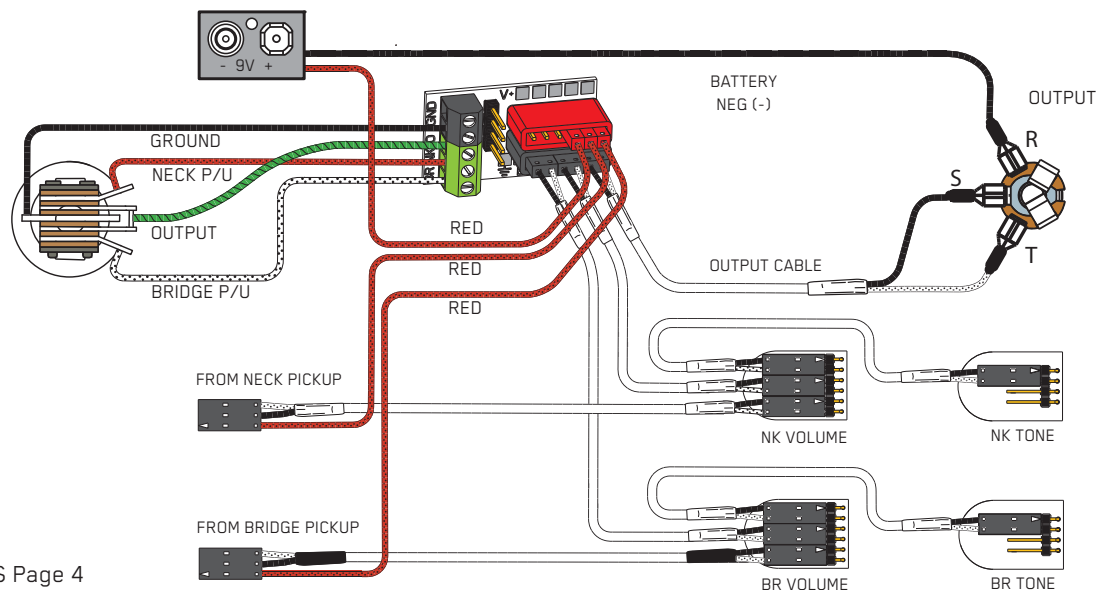 - 9V +
BATTERY
NEG (-)
OUTPUT
V+
GND
R
GROUND
NECK P/U
S
OUTPUT
RED
T
OUTPUT CABLE
RED
BRIDGE P/U
RED
FROM NECK PICKUP
NK VOLUME
NK TONE
FROM BRIDGE PICKUP
S Page 4
BR VOLUME
BR TONE